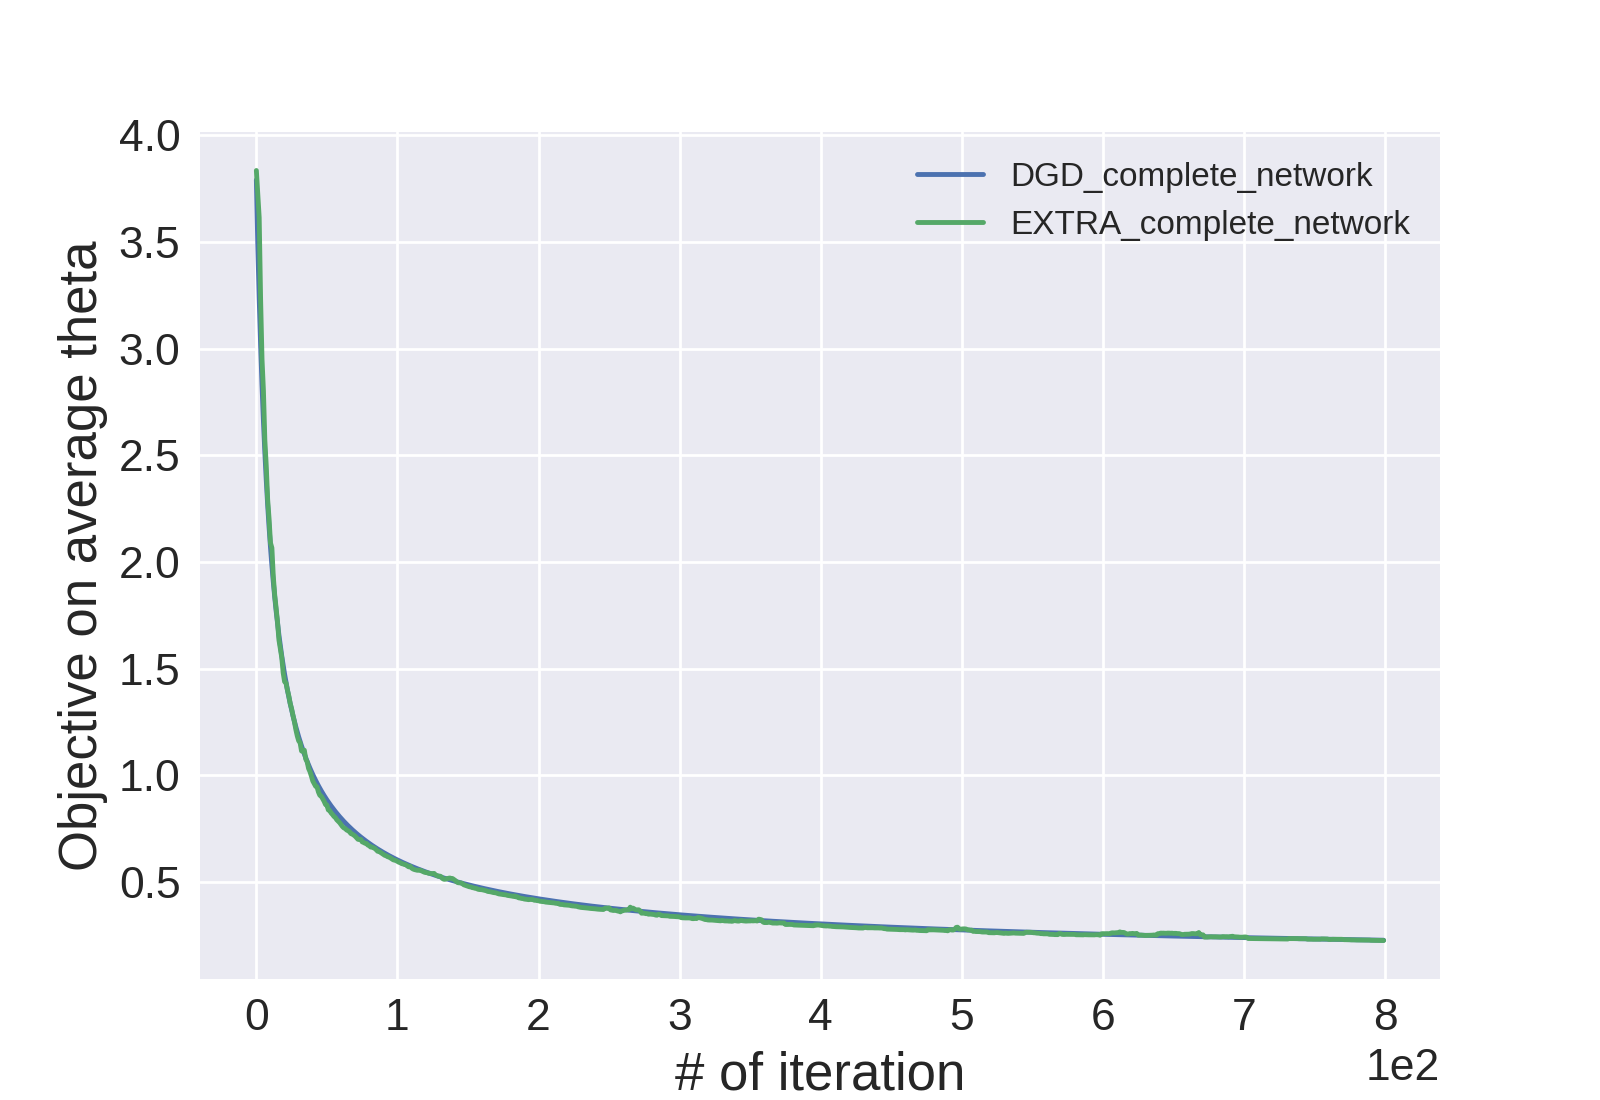 4.0
3.5
3.0
2.5
2.0
1.5
1.0
0.5
Objective on average theta
DGD_complete_network
EXTRA_complete_network
0 1 2 3 4 5 6 7 8
1e2
# of iteration